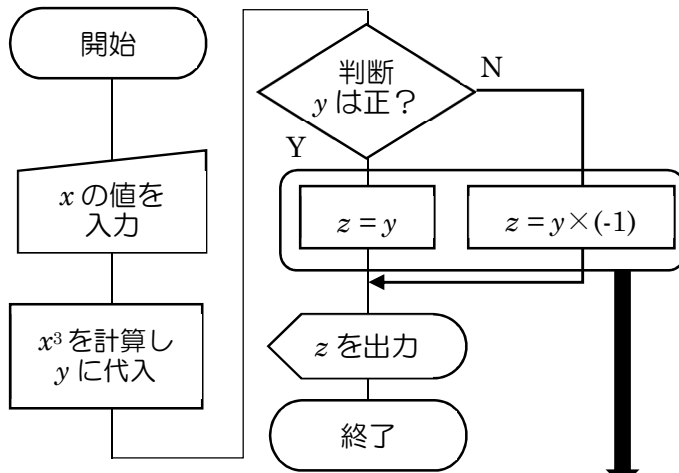 開始
x の値を
入力
x³ を計算し
y に代入
判断
y は正？
N
Y
z = y
z = y×(-1)
z を出力
終了